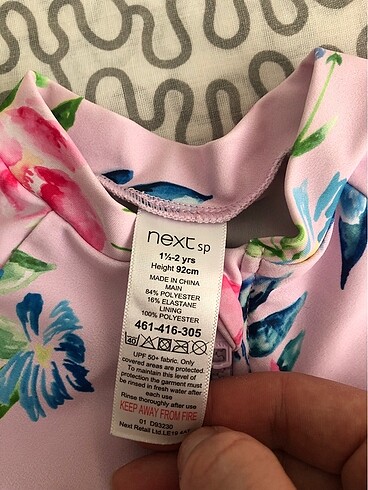 next sp
1½-2 yrs
Height 92cm
MADE IN CHINA
MAIN
84% POLYESTER
16% ELASTANE
LINING
100% POLYESTER
461-416-305
40
UPF 50+ fabric. Only
covered areas are protected.
To maintain this level of
protection the garment must
be rinsed in fresh water after
each use
Rinse thoroughly after use
KEEP AWAY FROM FIRE
01 D93230
Next Retail Ltd.LE19